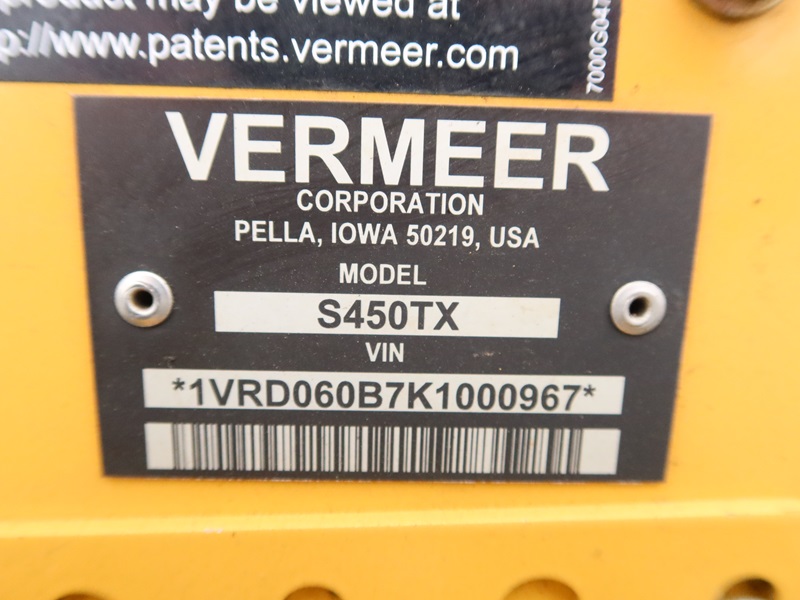 product may be viewed at
p://www.patents.vermeer.com
7000G047
VERMEER
CORPORATION
PELLA, IOWA 50219, USA
MODEL
S450TX
VIN
*1VRD060B7K1000967*